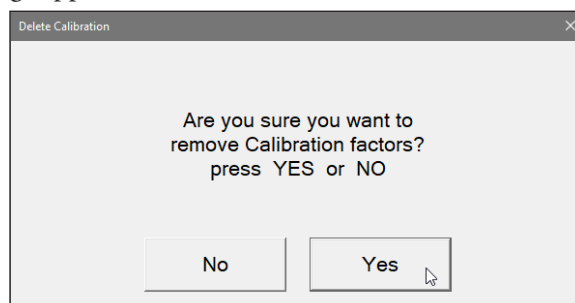 Delete Calibration
Are you sure you want to
remove Calibration factors?
press YES or NO
No Yes